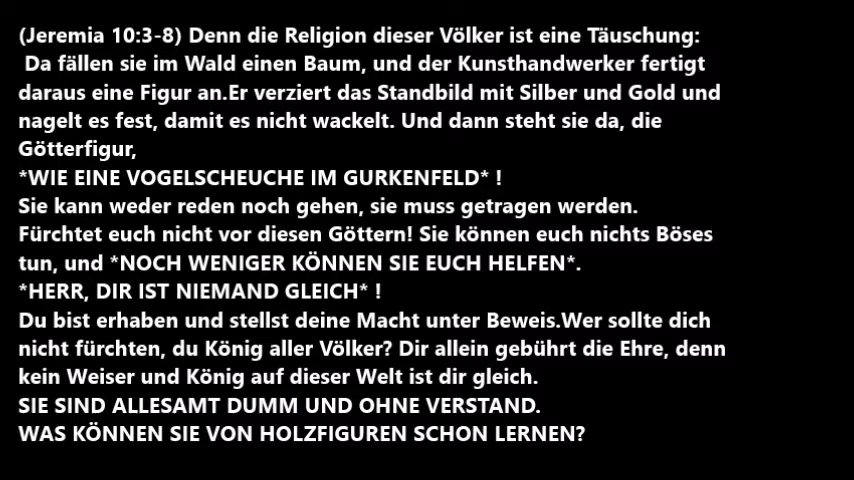 (Jeremia 10:3-8) Denn die Religion dieser Völker ist eine Täuschung:
Da fällen sie im Wald einen Baum, und der Kunsthandwerker fertigt
daraus eine Figur an.Er verziert das Standbild mit Silber und Gold und
nagelt es fest, damit es nicht wackelt. Und dann steht sie da, die
Götterfigur,
*WIE EINE VOGELSCHEUCHE IM GURKENFELD* !
Sie kann weder reden noch gehen, sie muss getragen werden.
Fürchtet euch nicht vor diesen Göttern! Sie können euch nichts Böses
tun, und *NOCH WENIGER KÖNNEN SIE EUCH HELFEN*.
*HERR, DIR IST NIEMAND GLEICH* !
Du bist erhaben und stellst deine Macht unter Beweis.Wer sollte dich
nicht fürchten, du König aller Völker? Dir allein gebührt die Ehre, denn
kein Weiser und König auf dieser Welt ist dir gleich.
SIE SIND ALLESAMT DUMM UND OHNE VERSTAND.
WAS KÖNNEN SIE VON HOLZFIGUREN SCHON LERNEN?